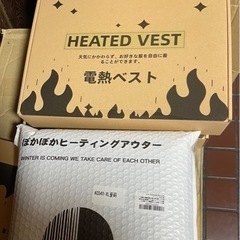 HEATED VEST
天気にかかわらず、お好きな服を自由に着
ることができます。
電熱ベスト
ぽかぽかヒーティングアウター
WINTER IS COMING WE TAKE CARE OF EACH OTHER